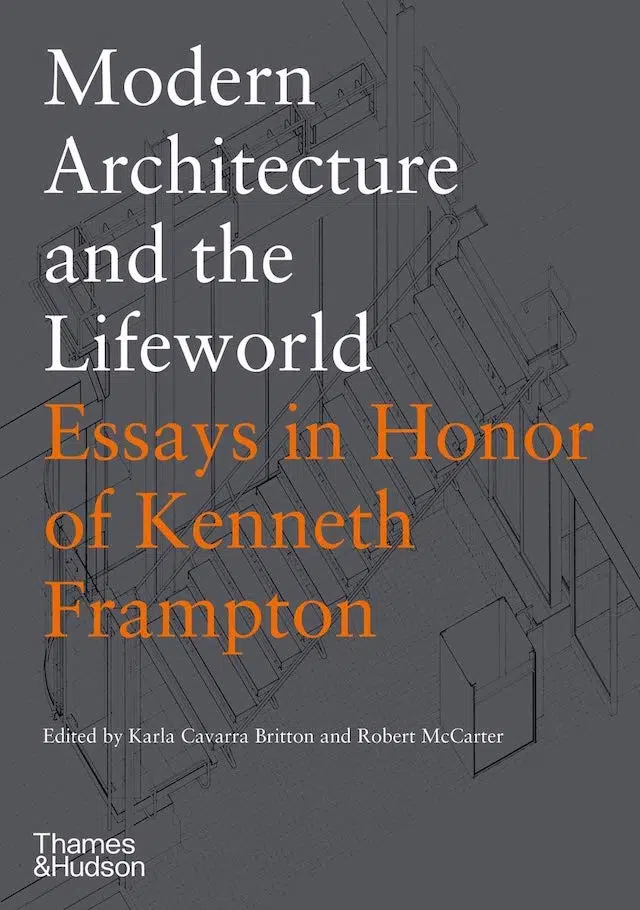 Modern
Architecture
and the
Lifeworld
Essays in Honor
of Kenneth
Frampton
Edited by Karla Cavarra Britton and Robert McCarter
Thames
&Hudson